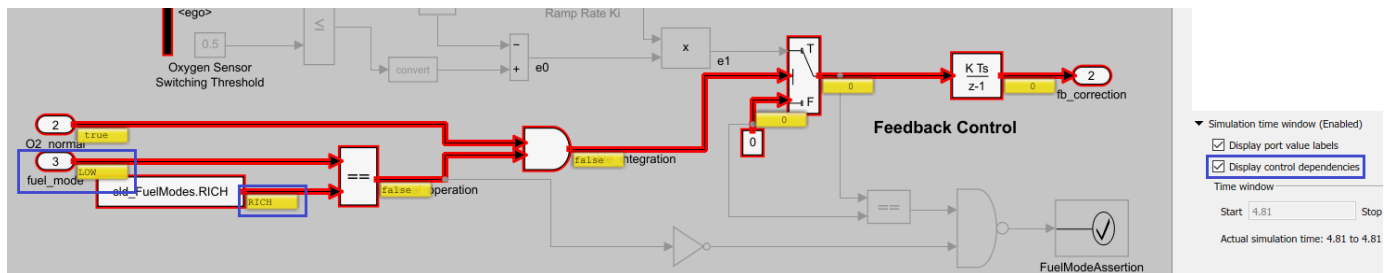 <ego>
Ramp Rate Ki
≤
0.5
Oxygen Sensor
Switching Threshold
convert
−
+
e0
x
e1
T
F
0
0
0
K Ts
z-1
0
2
fb_correction
Feedback Control
2
O2_normal
true
3
fuel_mode
LOW
sld_FuelModes.RICH
RICH
==
false
operation
false
ntegration
==
FuelModeAssertion
Simulation time window (Enabled)
Display port value labels
Display control dependencies
Time window
Start 4.81 Stop
Actual simulation time: 4.81 to 4.81